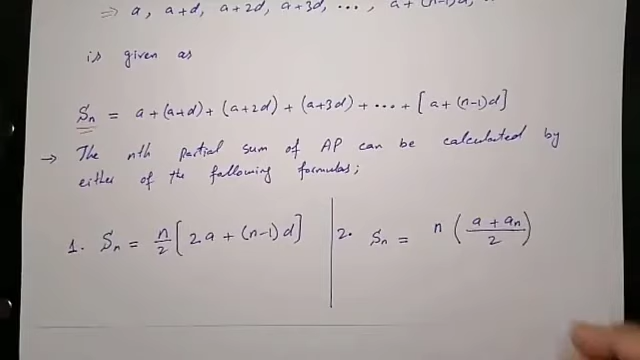 ⇒ a, a+d, a+2d, a+3d, ..., a+(n-1)d,
is given as
Sn = a+(a+d)+(a+2d)+(a+3d)+...+[a+(n-1)d]
→ The nth partial sum of AP can be calculated by
either of the following formulas;
1. Sn = n/2 [2a+(n-1)d]
2. Sn = n ((a+an)/2)